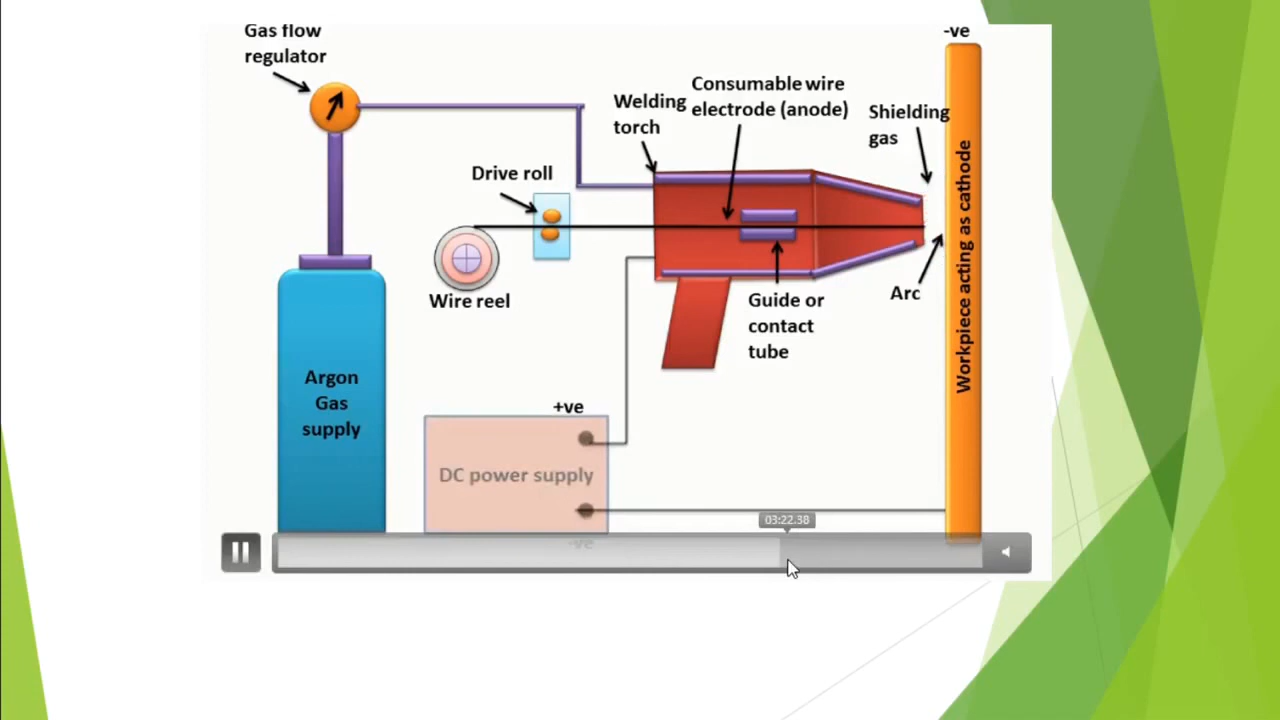 Gas flow
regulator
-ve
Consumable wire
electrode (anode)
Welding
torch
Shielding
gas
Drive roll
Wire reel
Guide or
contact
tube
Arc
Workpiece acting as cathode
Argon
Gas
supply
+ve
DC power supply
03:22.38
-ve